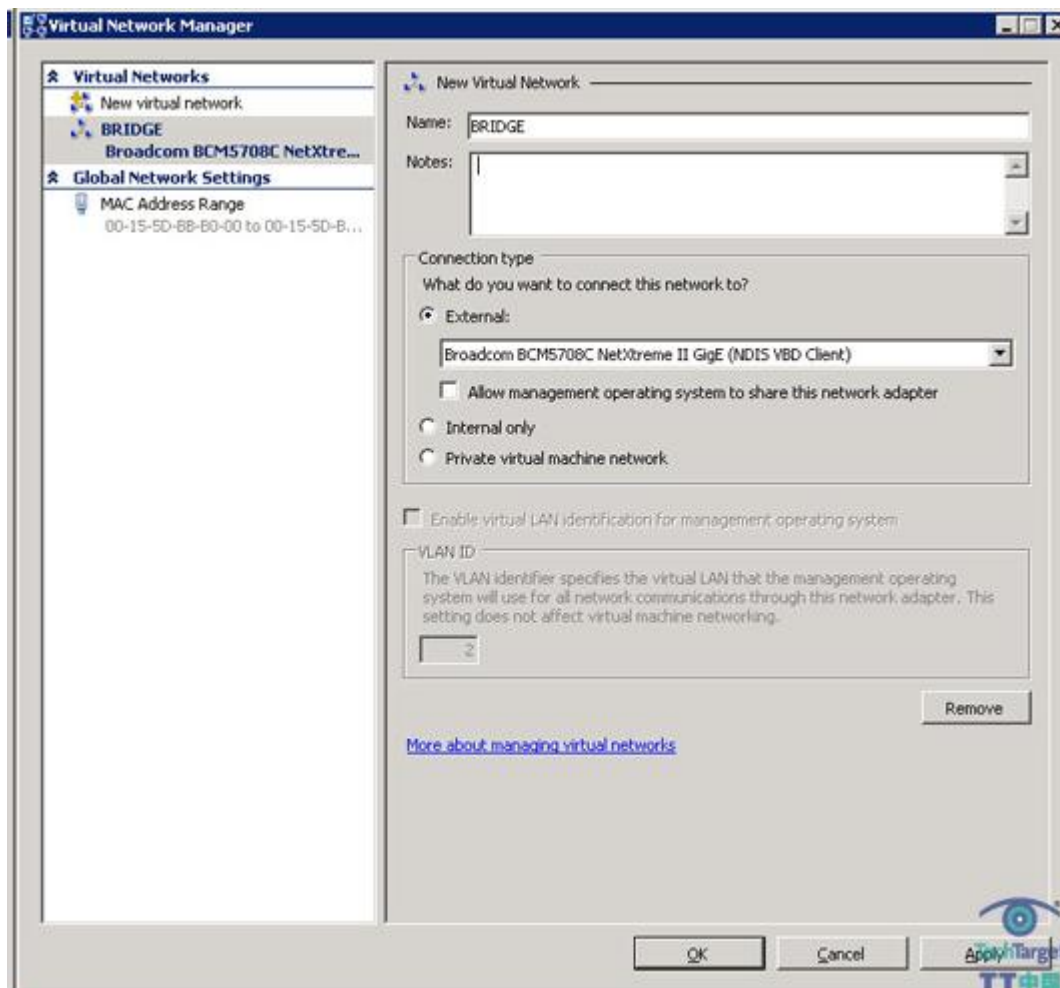 Virtual Network Manager
Virtual Networks
New virtual network
BRIDGE
Broadcom BCM5708C NetXtre...
Global Network Settings
MAC Address Range
00-15-5D-BB-B0-00 to 00-15-5D-B...
New Virtual Network
Name:
BRIDGE
Notes:
Connection type
What do you want to connect this network to?
External:
Broadcom BCM5708C NetXtreme II GigE (NDIS VBD Client)
Allow management operating system to share this network adapter
Internal only
Private virtual machine network
Enable virtual LAN identification for management operating system
VLAN ID
The VLAN identifier specifies the virtual LAN that the management operating
system will use for all network communications through this network adapter. This
setting does not affect virtual machine networking.
2
Remove
More about managing virtual networks
OK
Cancel
Apply
TechTarge
TT中国